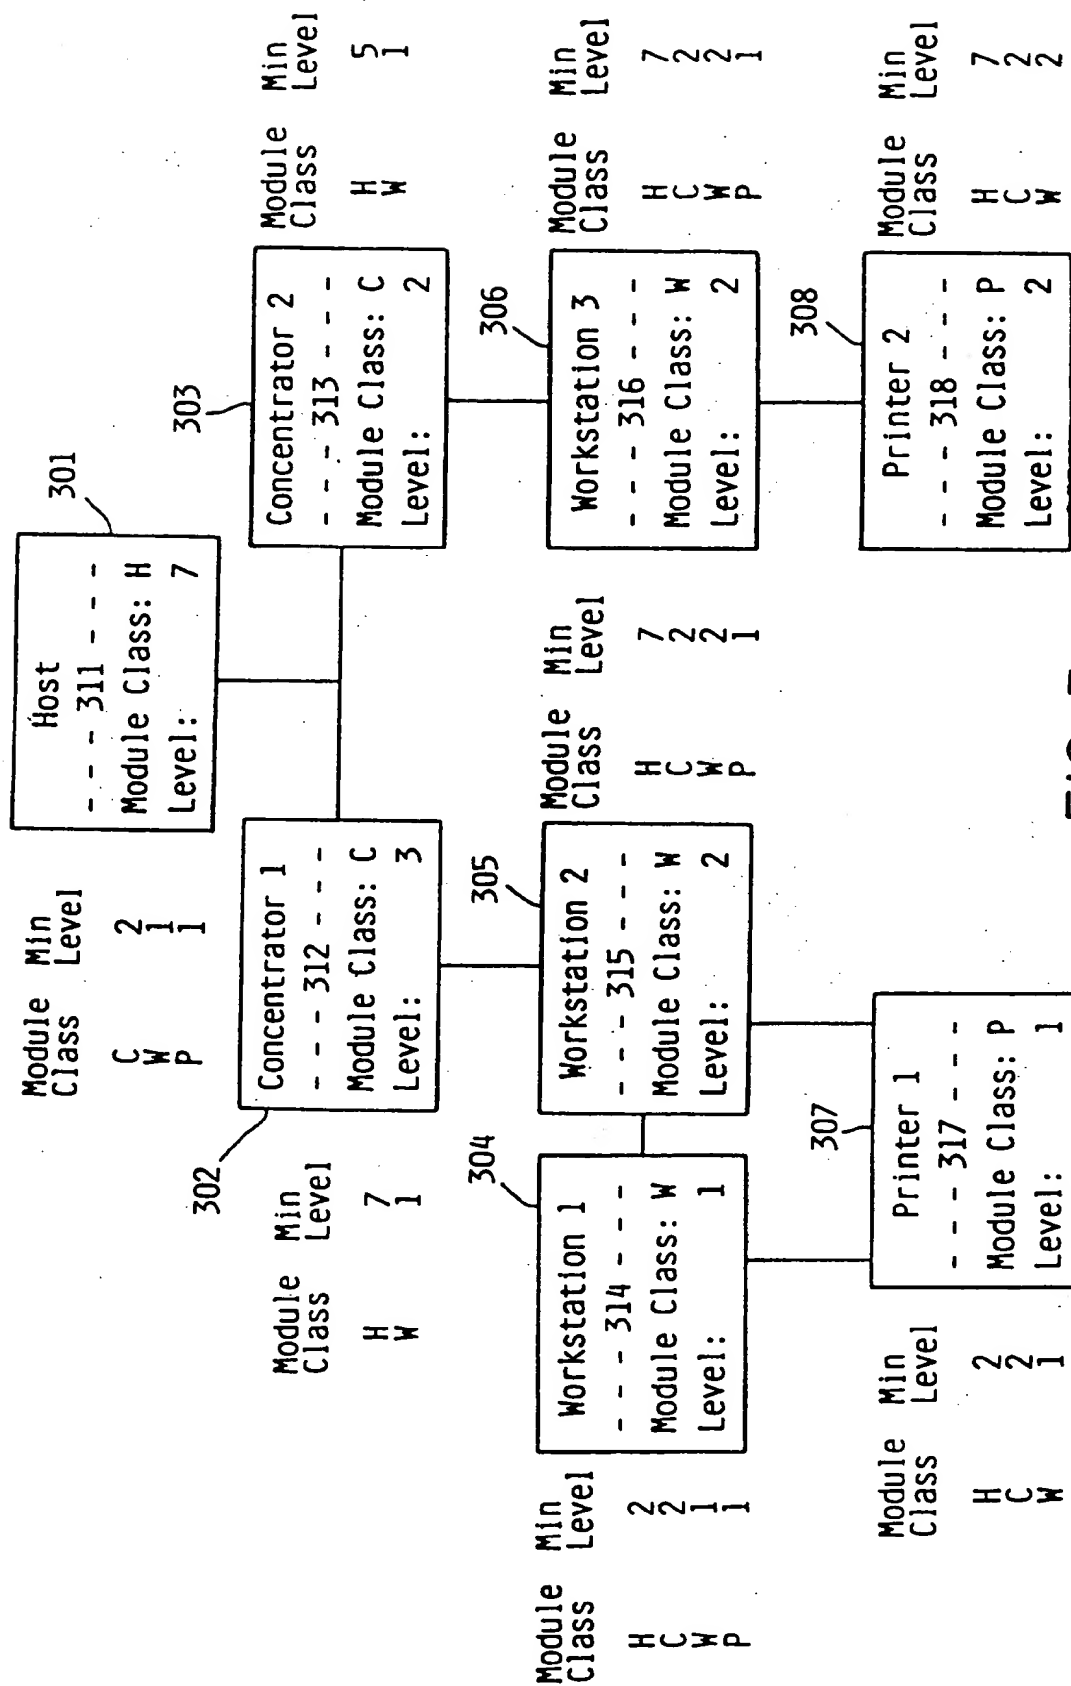 Host
- - - 311 - - -
Module Class: H
Level: 7
301
Module Class
Min Level
C 2
W 1
P 1
Concentrator 1
- - - 312 - - -
Module Class: C
Level: 3
302
Module Class
Min Level
H 7
W 1
Concentrator 2
- - - 313 - - -
Module Class: C
Level: 2
303
Module Class
Min Level
H 5
W 1
Workstation 1
- - - 314 - - -
Module Class: W
Level: 1
304
Module Class
Min Level
H 2
C 2
W 1
P 1
Workstation 2
- - - 315 - - -
Module Class: W
Level: 2
305
Module Class
Min Level
H 7
C 2
W 2
P 1
Workstation 3
- - - 316 - - -
Module Class: W
Level: 2
306
Module Class
Min Level
H 7
C 2
W 2
P 1
Printer 1
- - - 317 - - -
Module Class: P
Level: 1
307
Module Class
Min Level
H 2
C 2
W 1
Printer 2
- - - 318 - - -
Module Class: P
Level: 2
308
Module Class
Min Level
H 7
C 2
W 2